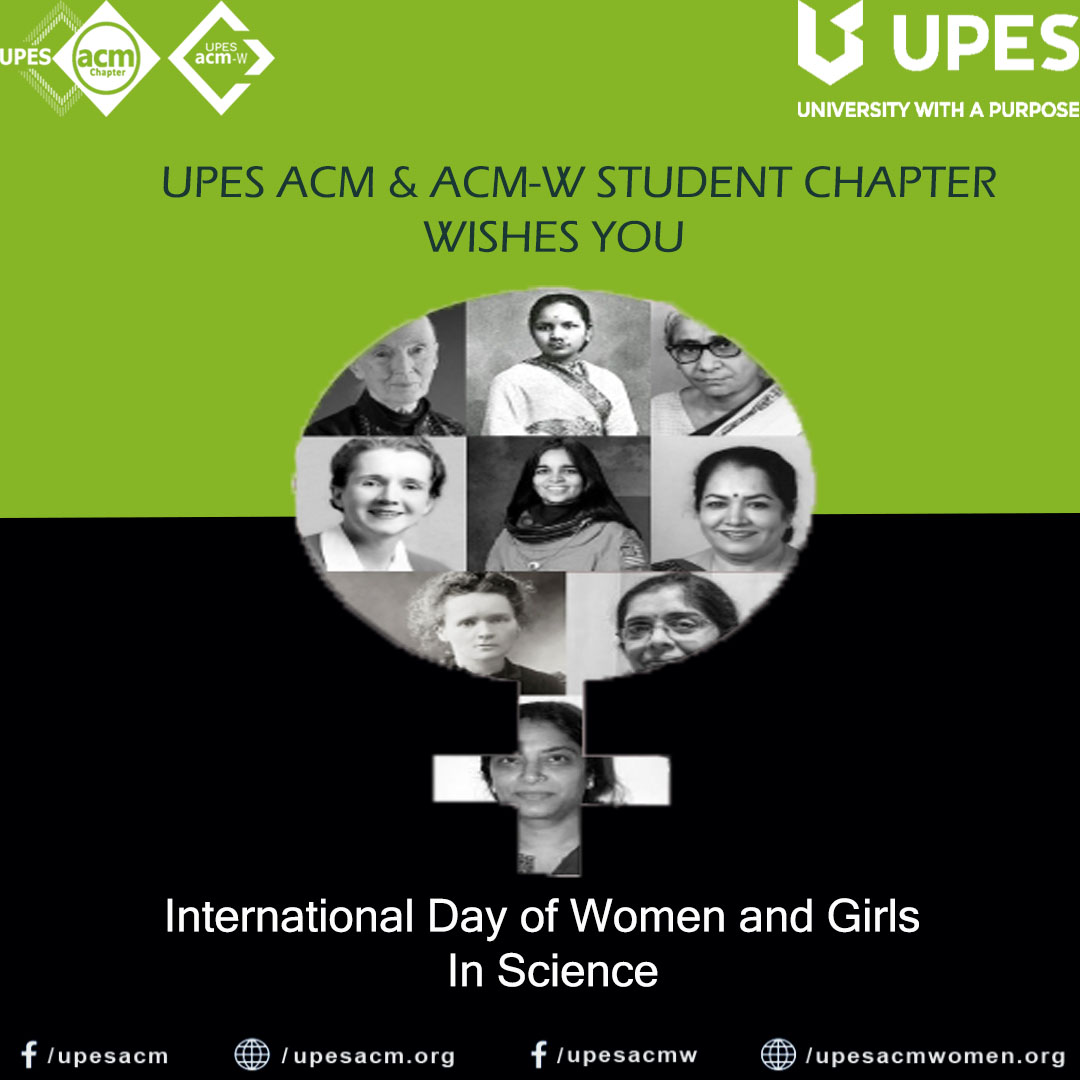 UPES acm Chapter
UPES acm-W
UPES
UNIVERSITY WITH A PURPOSE
UPES ACM & ACM-W STUDENT CHAPTER
WISHES YOU
International Day of Women and Girls
In Science
/upesacm
/upesacm.org
/upesacmw
/upesacmwomen.org